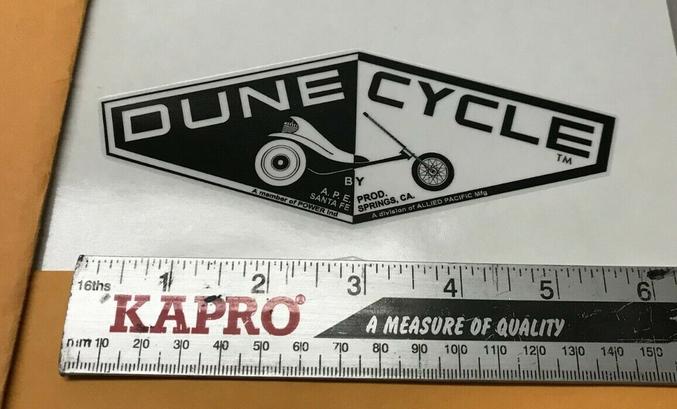 DUNE CYCLE
TM
BY
A. P. E. PROD.
SANTA FE SPRINGS, CA.
A member of POWER Ind
A division of ALLIED PACIFIC Mfg
1 2 3 4 5 6
16ths
KAPRO®
A MEASURE OF QUALITY
mm 10 20 30 40 50 60 70 80 90 100 110 120 130 140 150